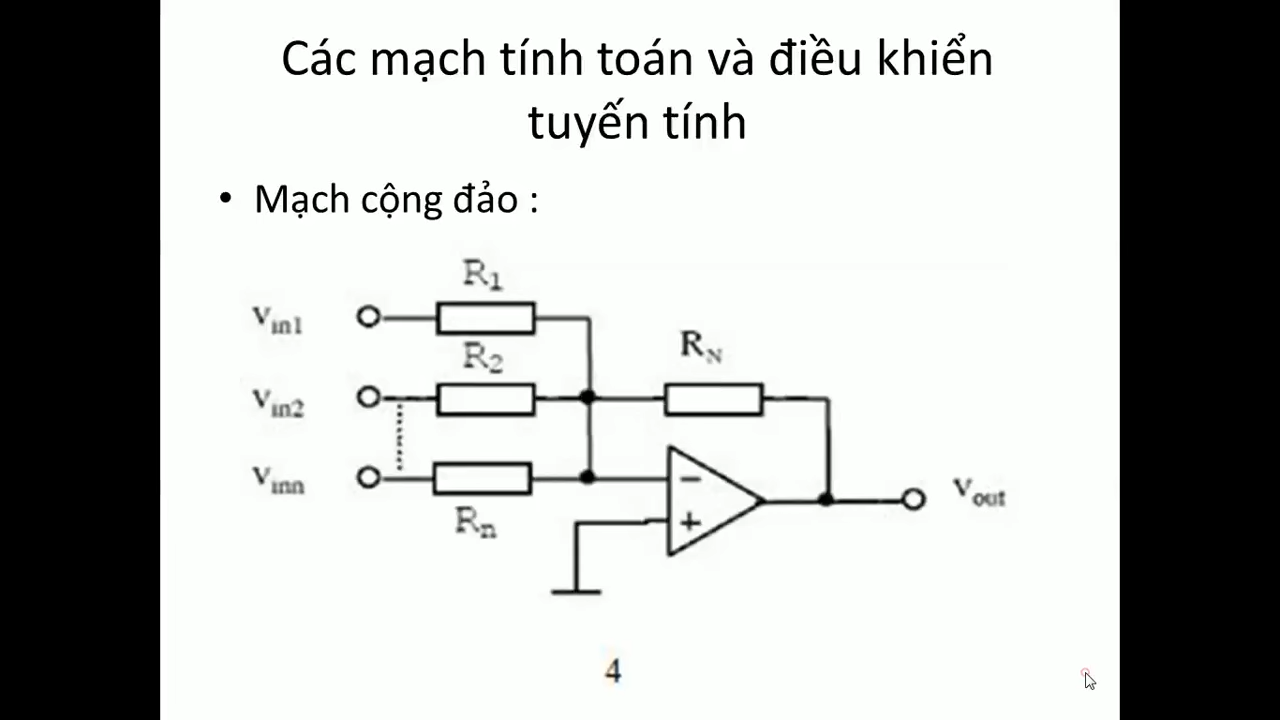 Các mạch tính toán và điều khiển
tuyến tính
• Mạch cộng đảo :
R1
Vin1
R2
RN
Vin2
Vinn
Rn
−
+
Vout
4